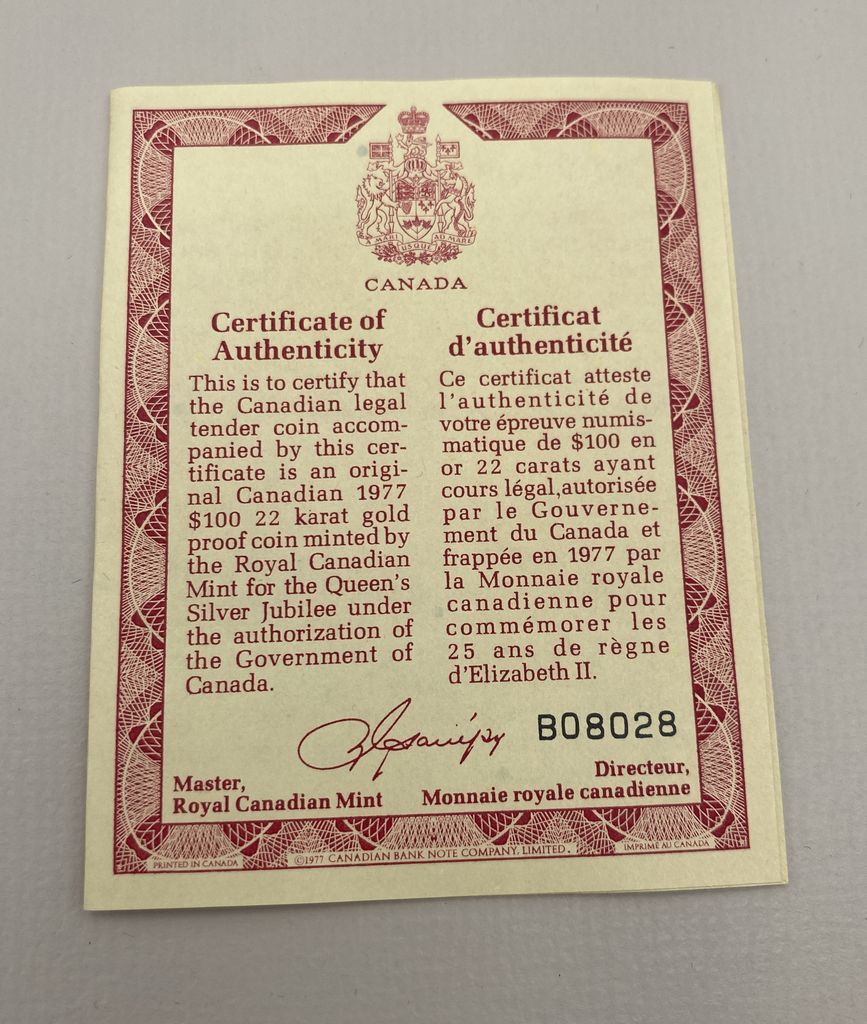 A MARI USQUE AD MARE
CANADA
Certificate of
Authenticity
This is to certify that
the Canadian legal
tender coin accom-
panied by this cer-
tificate is an origi-
nal Canadian 1977
$100 22 karat gold
proof coin minted by
the Royal Canadian
Mint for the Queen's
Silver Jubilee under
the authorization of
the Government of
Canada.
Certificat
d'authenticité
Ce certificat atteste
l'authenticité de
votre épreuve numis-
matique de $100 en
or 22 carats ayant
cours légal,autorisée
par le Gouverne-
ment du Canada et
frappée en 1977 par
la Monnaie royale
canadienne pour
commémorer les
25 ans de règne
d'Elizabeth II.
B08028
Master,
Royal Canadian Mint
Directeur,
Monnaie royale canadienne
PRINTED IN CANADA
©1977 CANADIAN BANK NOTE COMPANY, LIMITED.
IMPRIMÉ AU CANADA